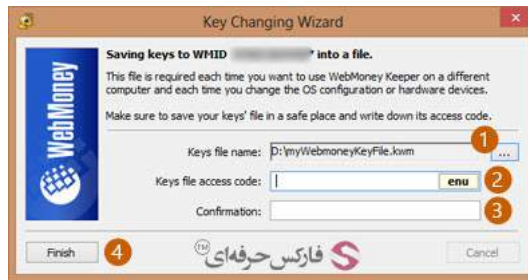 Key Changing Wizard
WebMoney
Saving keys to WMID ' into a file.
This file is required each time you want to use WebMoney Keeper on a different
computer and each time you change the OS configuration or hardware devices.
Make sure to save your keys' file in a safe place and write down its access code.
1
Keys file name: D:\myWebmoneyKeyFile.kwm ...
Keys file access code: enu 2
Confirmation: 3
Finish 4 فارکس حرفه‌ای TM Cancel